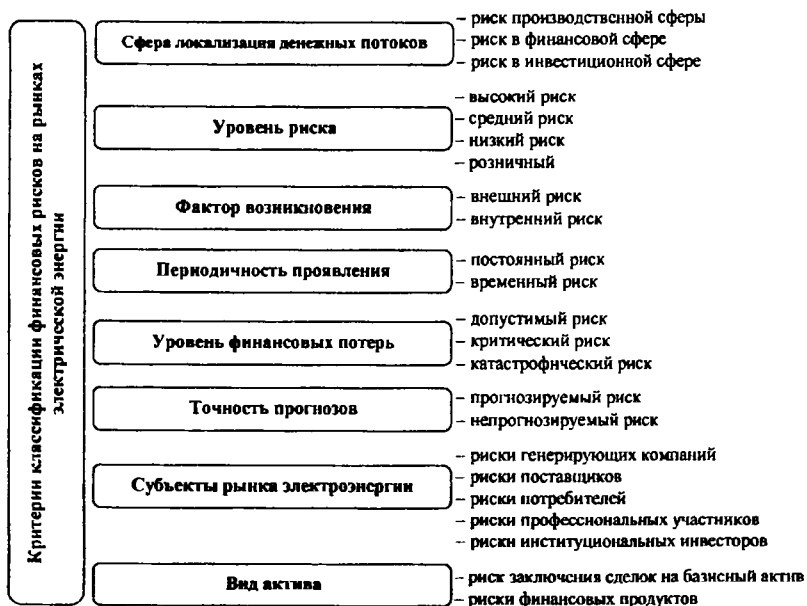 Критерии классификации финансовых рисков на рынках
электрической энергии
Сфера локализация денежных потоков
– риск производственной сферы
– риск в финансовой сфере
– риск в инвестиционной сфере
Уровень риска
– высокий риск
– средний риск
– низкий риск
– розничный
Фактор возникновения
– внешний риск
– внутренний риск
Периодичность проявления
– постоянный риск
– временный риск
Уровень финансовых потерь
– допустимый риск
– критический риск
– катастрофический риск
Точность прогнозов
– прогнозируемый риск
– непрогнозируемый риск
Субъекты рынка электроэнергии
– риски генерирующих компаний
– риски поставщиков
– риски потребителей
– риски профессиональных участников
– риски институциональных инвесторов
Вид актива
– риск заключения сделок на базисный актив
– риски финансовых продуктов